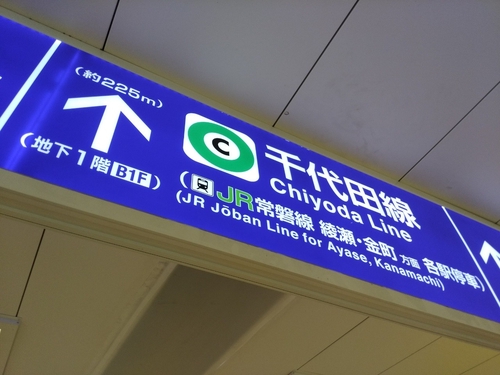 (約225m)
(地下1階 B1F)
C
千代田線
Chiyoda Line
(JR常磐線 綾瀬・金町 方面 各駅停車)
(JR Jōban Line for Ayase, Kanamachi)